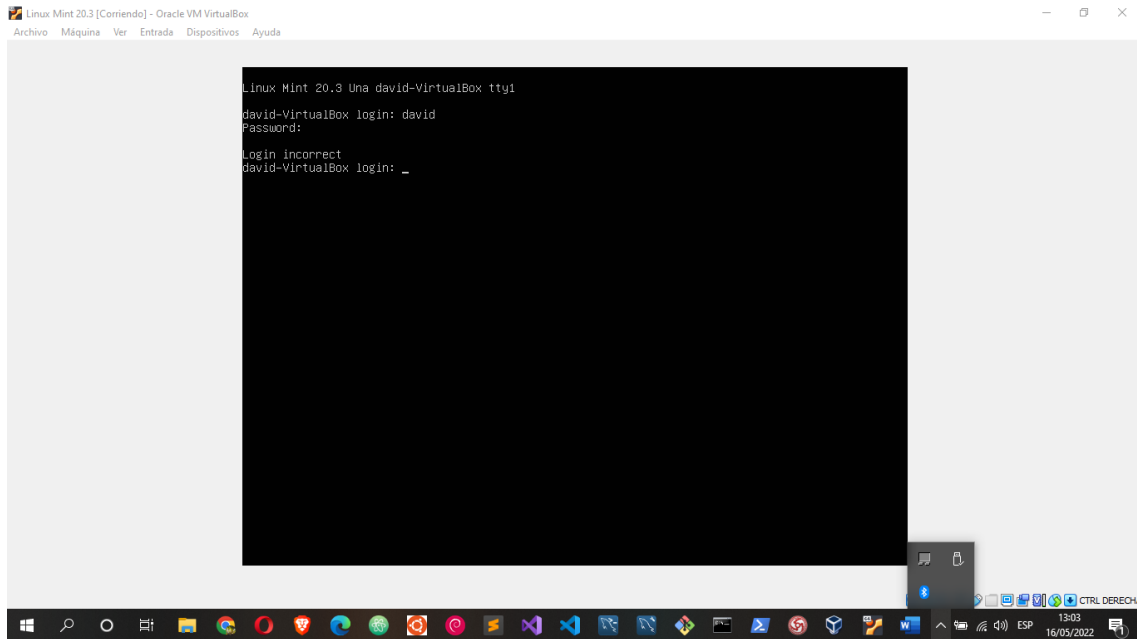 Linux Mint 20.3 [Corriendo] - Oracle VM VirtualBox
Archivo Máquina Ver Entrada Dispositivos Ayuda
Linux Mint 20.3 Una david-VirtualBox tty1
david-VirtualBox login: david
Password:
Login incorrect
david-VirtualBox login: _
CTRL DERECH
ESP
13:03
16/05/2022